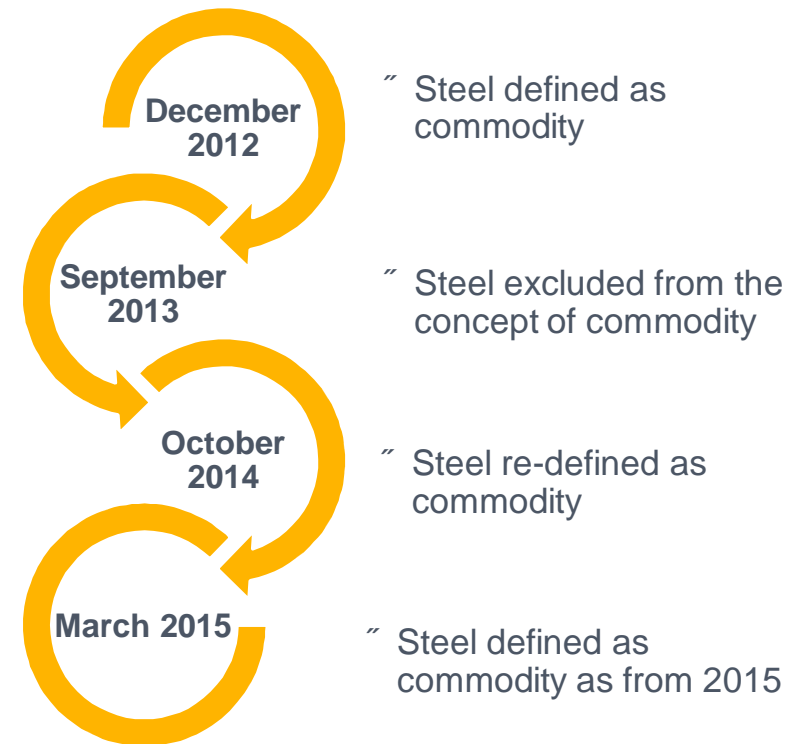 December
2012
˝ Steel defined as
commodity
September
2013
˝ Steel excluded from the
concept of commodity
October
2014
˝ Steel re-defined as
commodity
March 2015
˝ Steel defined as
commodity as from 2015